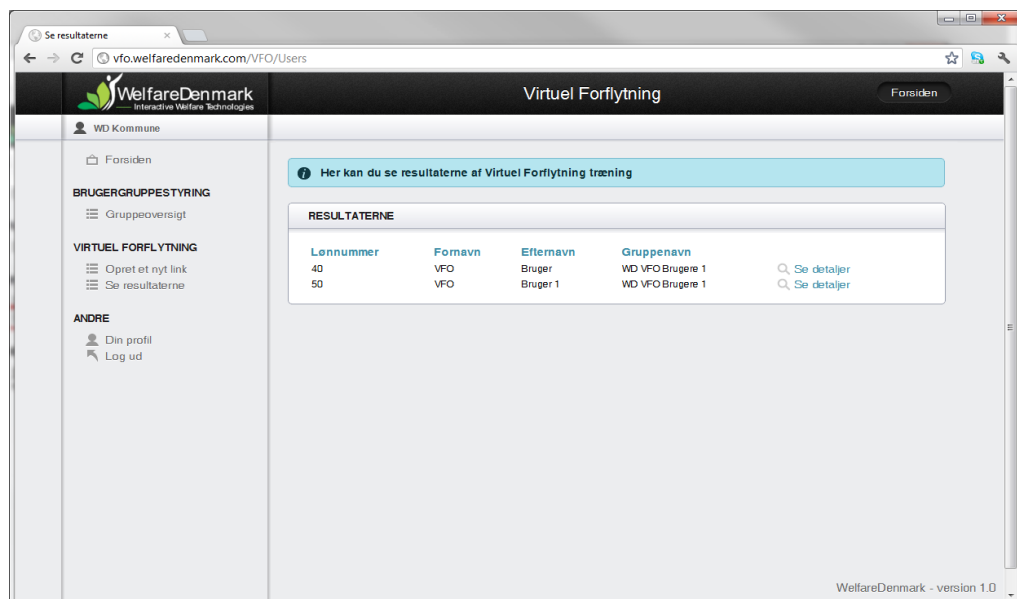 Se resultaterne
vfo.welfaredenmark.com/VFO/Users
WelfareDenmark
Interactive Welfare Technologies
Virtuel Forflytning
Forsiden
WD Kommune
Forsiden
BRUGERGRUPPESTYRING
Gruppeoversigt
VIRTUEL FORFLYTNING
Opret et nyt link
Se resultaterne
ANDRE
Din profil
Log ud
Her kan du se resultaterne af Virtuel Forflytning træning
RESULTATERNE
Lønnummer Fornavn Efternavn Gruppenavn
40 VFO Bruger WD VFO Brugere 1 Se detaljer
50 VFO Bruger 1 WD VFO Brugere 1 Se detaljer
WelfareDenmark - version 1.0